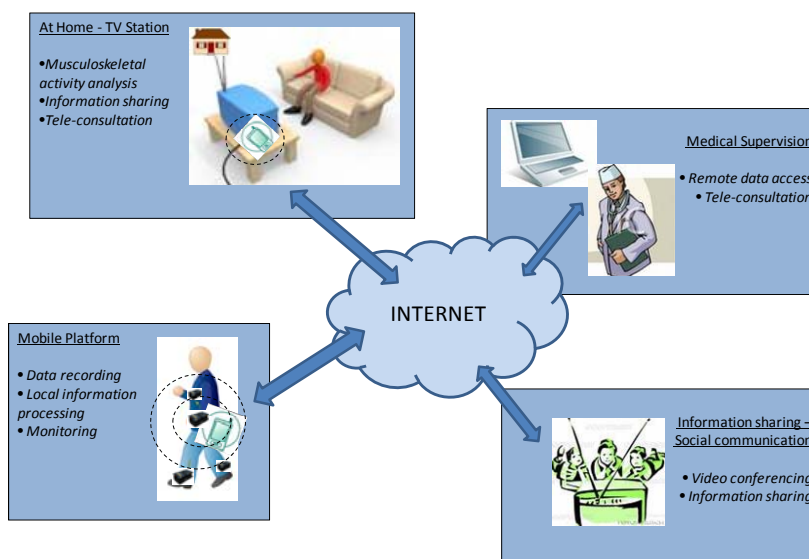 At Home - TV Station
•Musculoskeletal
activity analysis
•Information sharing
•Tele-consultation
Medical Supervision
• Remote data access
• Tele-consultation
INTERNET
Mobile Platform
• Data recording
• Local information
processing
• Monitoring
Information sharing –
Social communication
• Video conferencing
• Information sharing